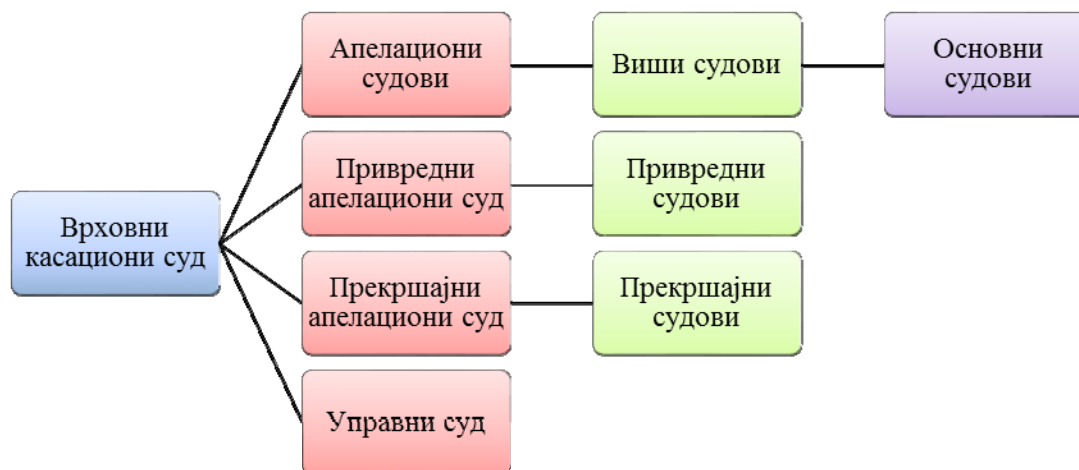 Апелациони
судови
Виши судови
Основни
судови
Привредни
апелациони суд
Привредни
судови
Врховни
касациони суд
Прекршајни
апелациони суд
Прекршајни
судови
Управни суд